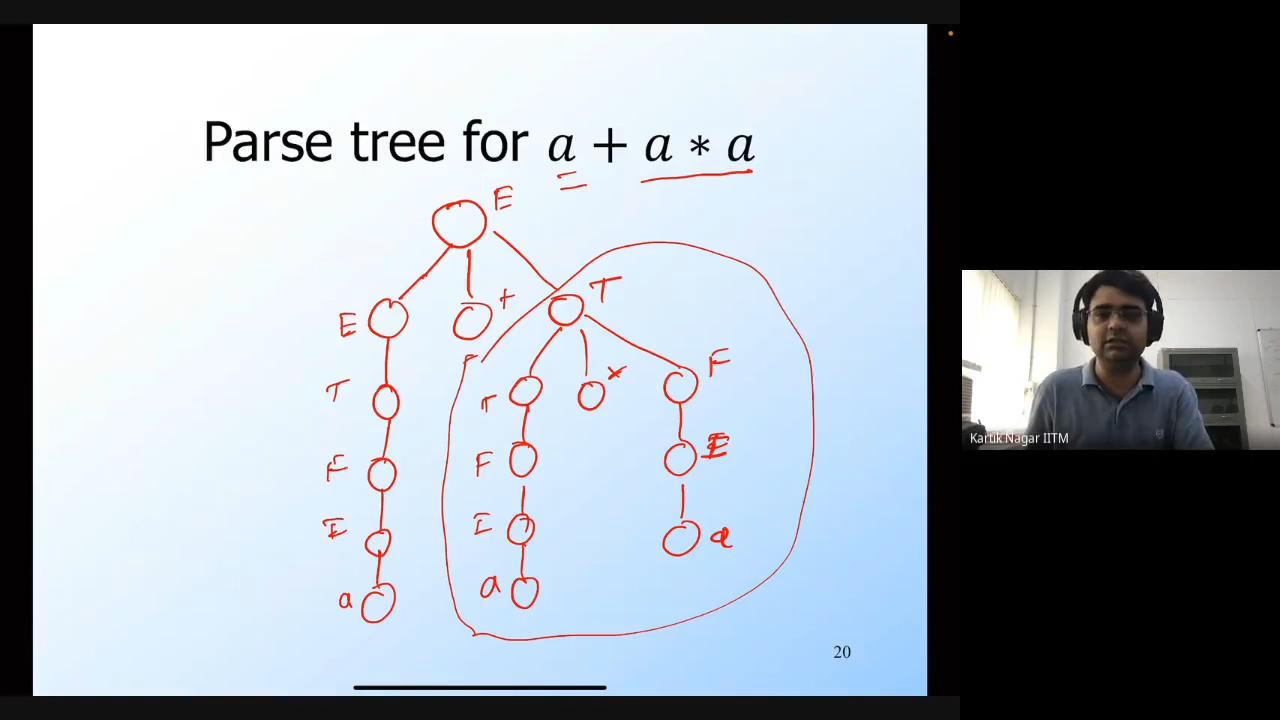 Parse tree for a + a * a
E
E + T
T T * F
F F I
I I a
a a
20
Kartik Nagar IITM